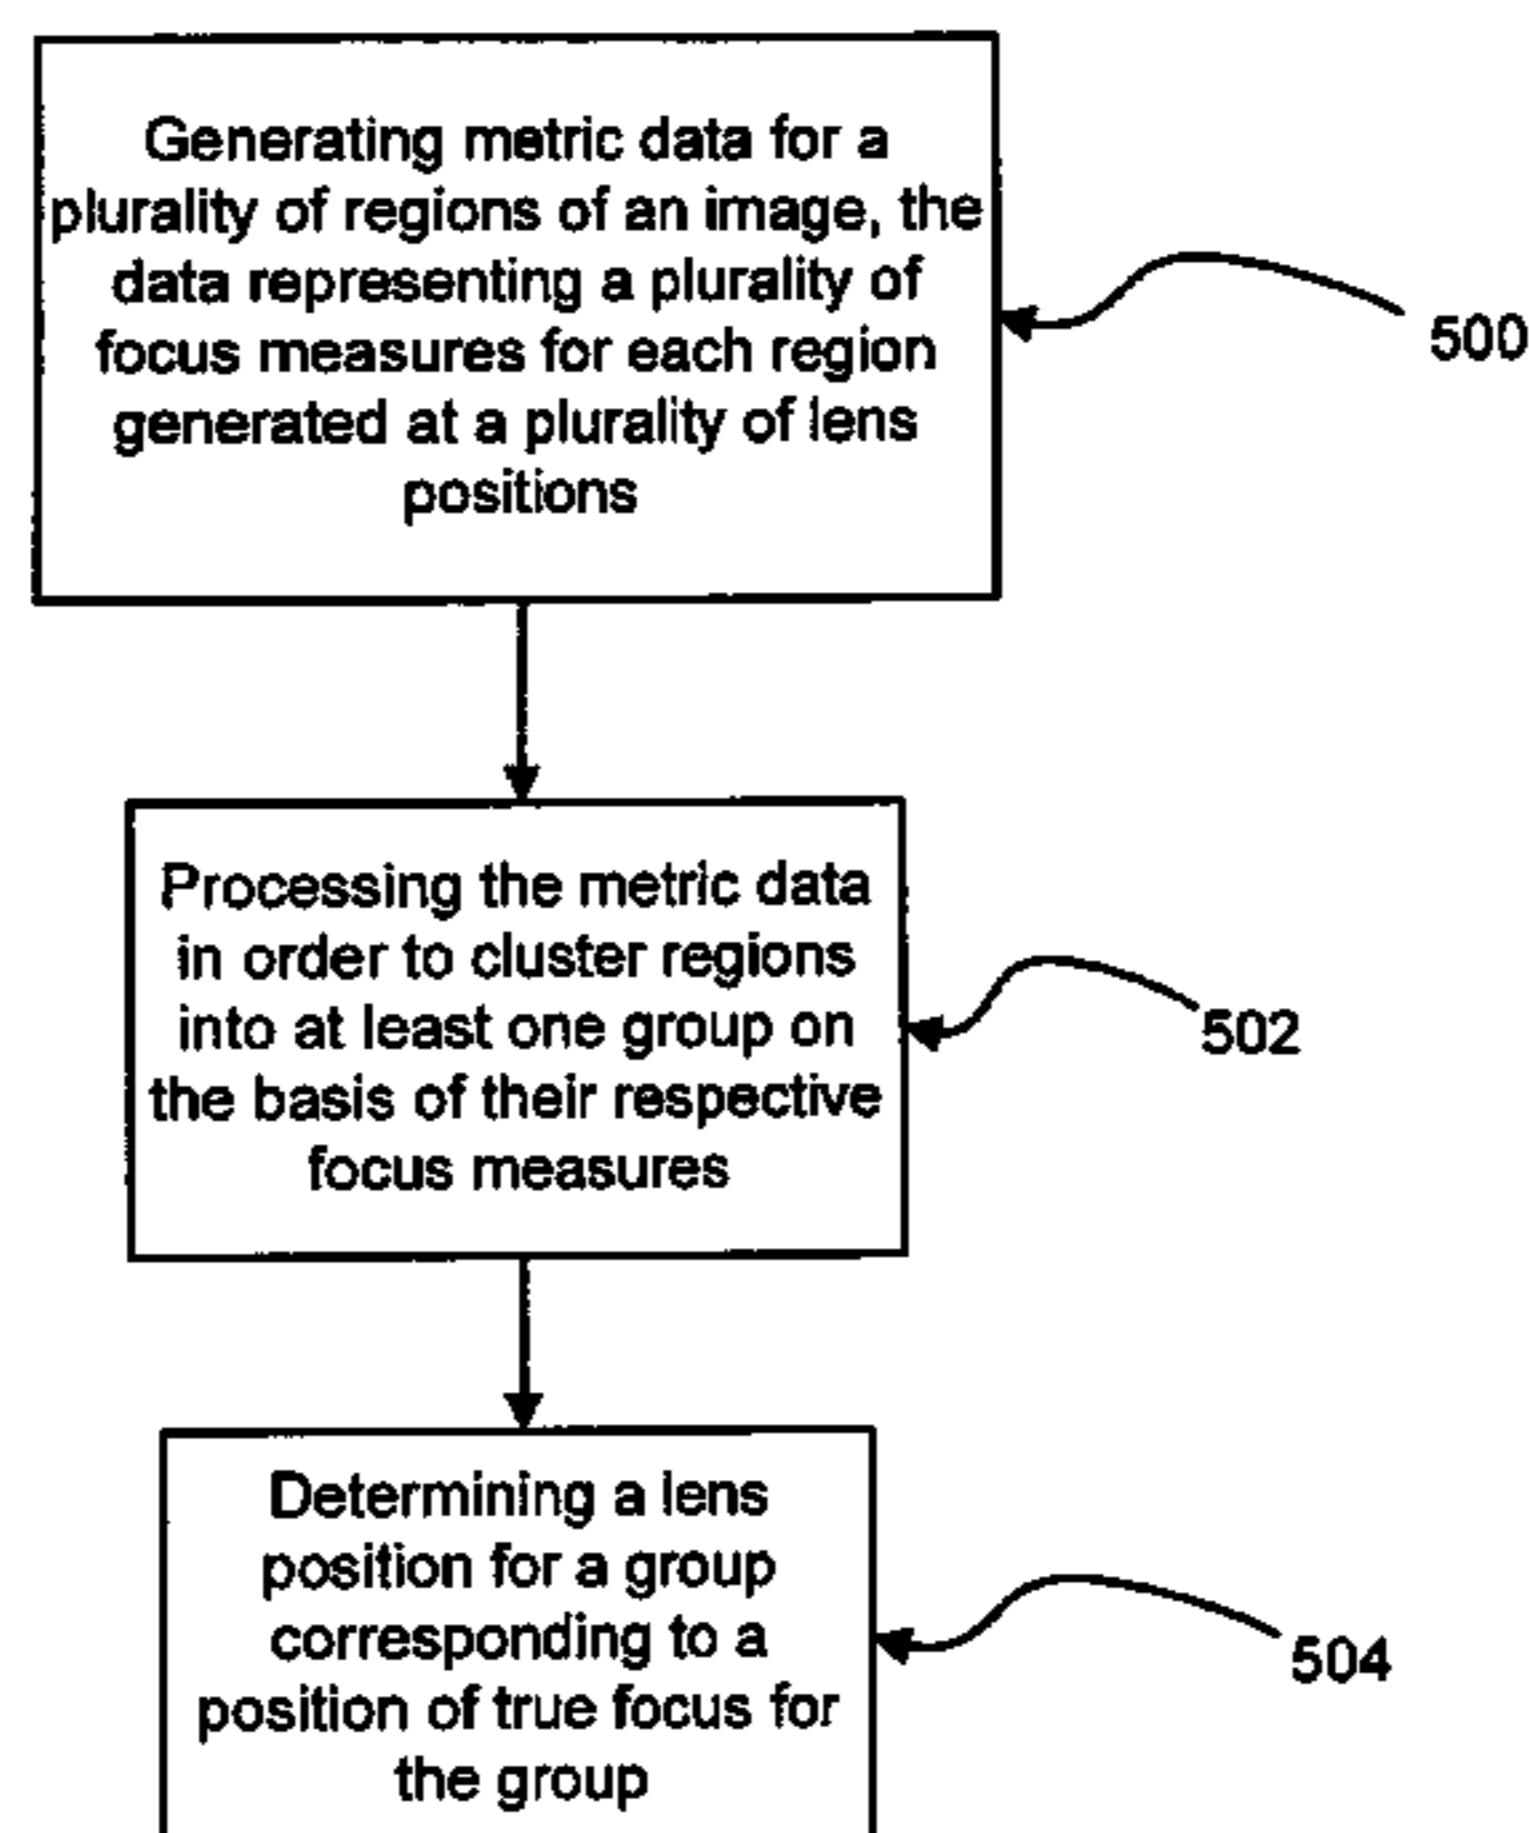 Generating metric data for a
plurality of regions of an image, the
data representing a plurality of
focus measures for each region
generated at a plurality of lens
positions
500
Processing the metric data
in order to cluster regions
into at least one group on
the basis of their respective
focus measures
502
Determining a lens
position for a group
corresponding to a
position of true focus for
the group
504